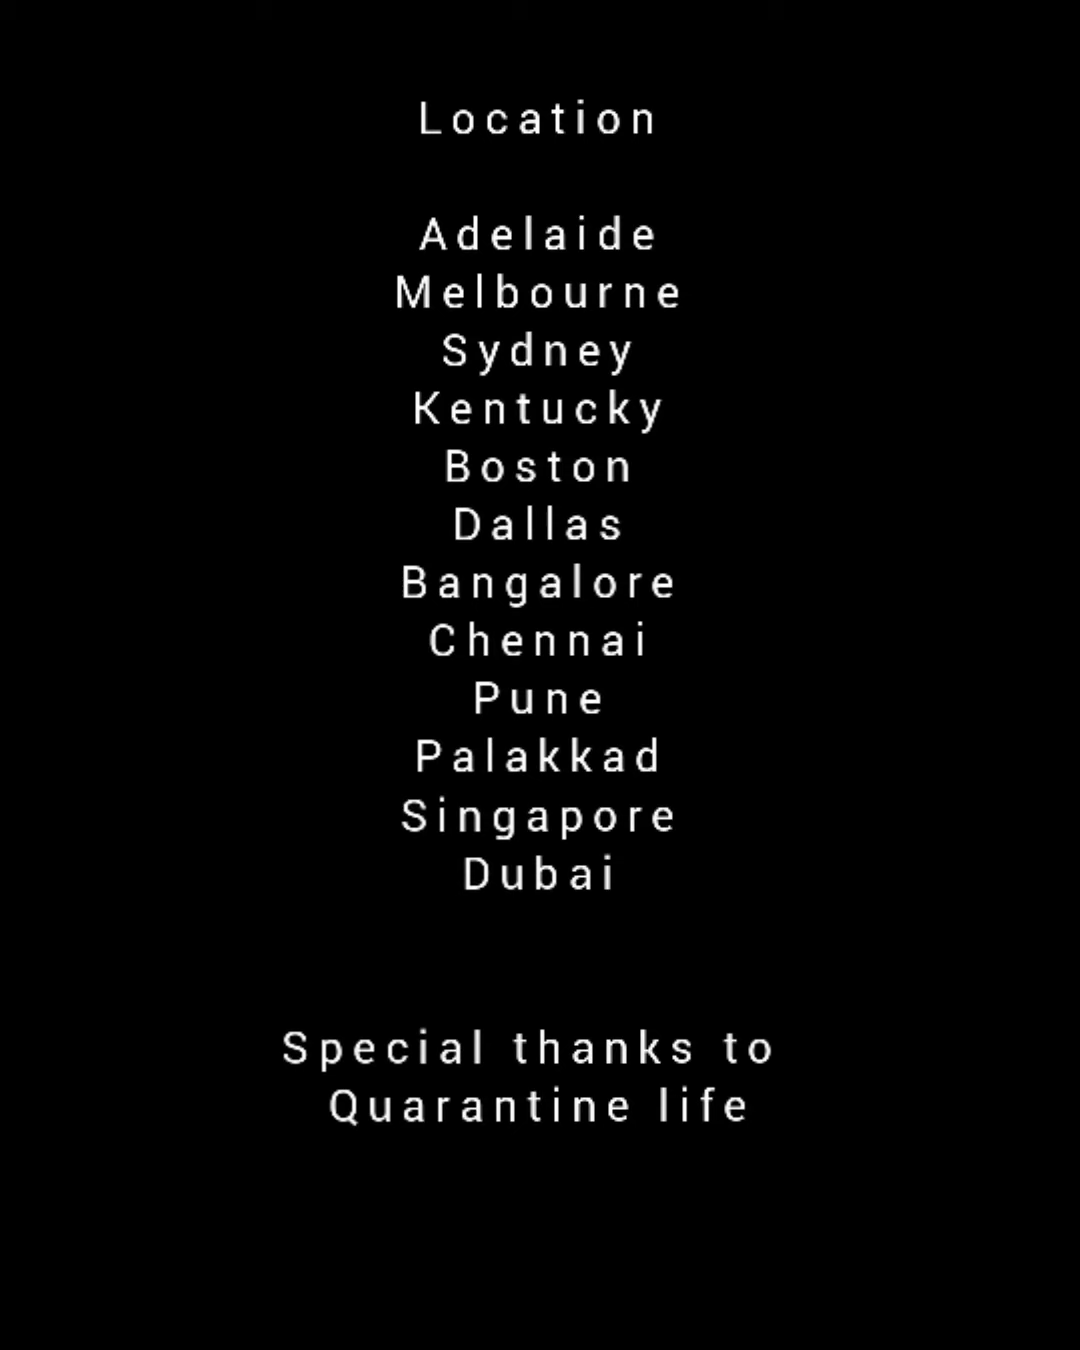 Location
Adelaide
Melbourne
Sydney
Kentucky
Boston
Dallas
Bangalore
Chennai
Pune
Palakkad
Singapore
Dubai
Special thanks to
Quarantine life